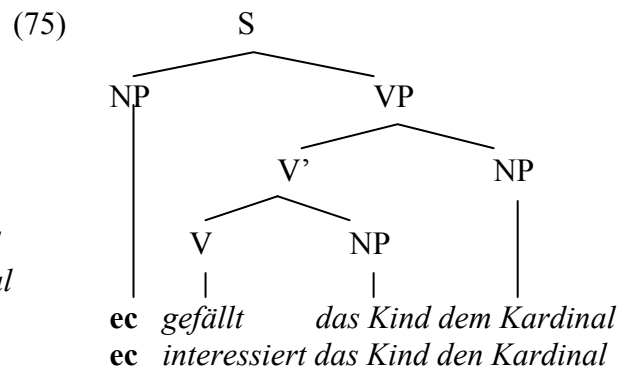 (75) S
NP VP
V’ NP
V NP
ec gefällt das Kind dem Kardinal
ec interessiert das Kind den Kardinal